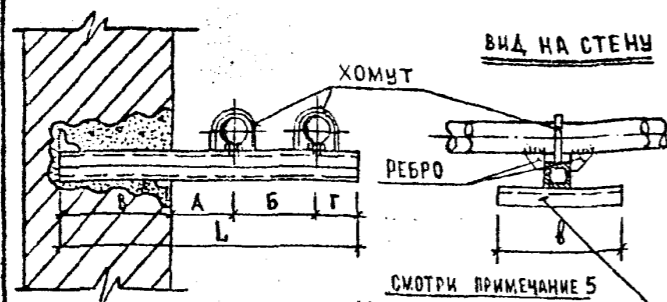 ВИД НА СТЕНУ
ХОМУТ
РЕБРО
В А Б Г
L
ℓ
СМОТРИ ПРИМЕЧАНИЕ 5